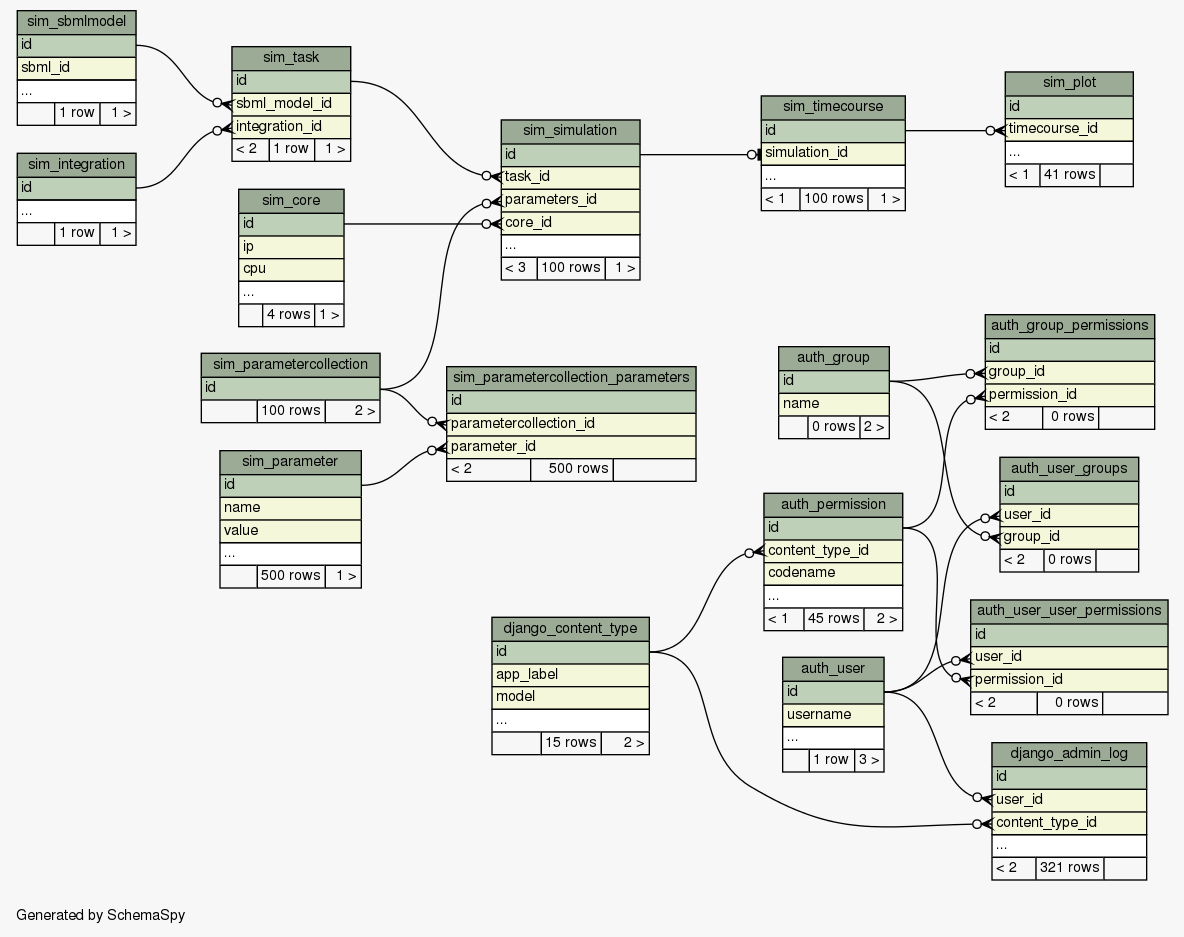 sim_sbmlmodel
id
sbml_id
...
1 row 1 >
sim_integration
id
...
1 row 1 >
sim_task
id
sbml_model_id
integration_id
< 2 1 row 1 >
sim_core
id
ip
cpu
...
4 rows 1 >
sim_simulation
id
task_id
parameters_id
core_id
...
< 3 100 rows 1 >
sim_timecourse
id
simulation_id
...
< 1 100 rows 1 >
sim_plot
id
timecourse_id
...
< 1 41 rows
sim_parametercollection
id
100 rows 2 >
sim_parametercollection_parameters
id
parametercollection_id
parameter_id
< 2 500 rows
sim_parameter
id
name
value
...
500 rows 1 >
auth_group
id
name
0 rows 2 >
auth_group_permissions
id
group_id
permission_id
< 2 0 rows
auth_user_groups
id
user_id
group_id
< 2 0 rows
auth_permission
id
content_type_id
codename
...
< 1 45 rows 2 >
django_content_type
id
app_label
model
...
15 rows 2 >
auth_user
id
username
...
1 row 3 >
auth_user_user_permissions
id
user_id
permission_id
< 2 0 rows
django_admin_log
id
user_id
content_type_id
...
< 2 321 rows
Generated by SchemaSpy